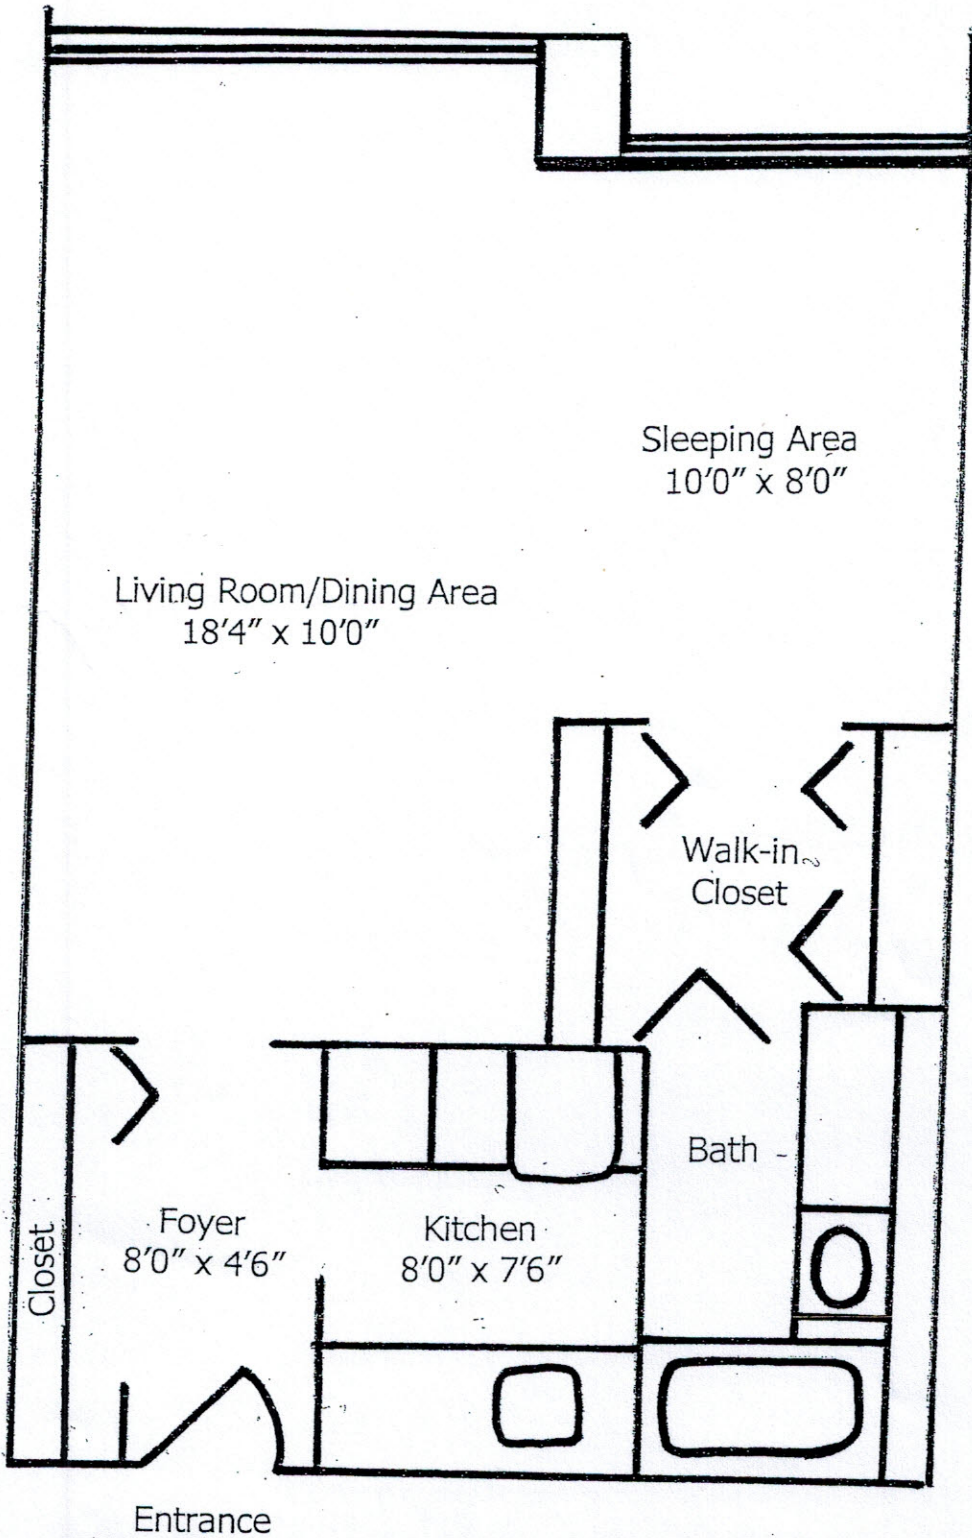 Sleeping Area
10'0" x 8'0"
Living Room/Dining Area
18'4" x 10'0"
Walk-in
Closet
Bath
Foyer
8'0" x 4'6"
Kitchen
8'0" x 7'6"
Closet
Entrance